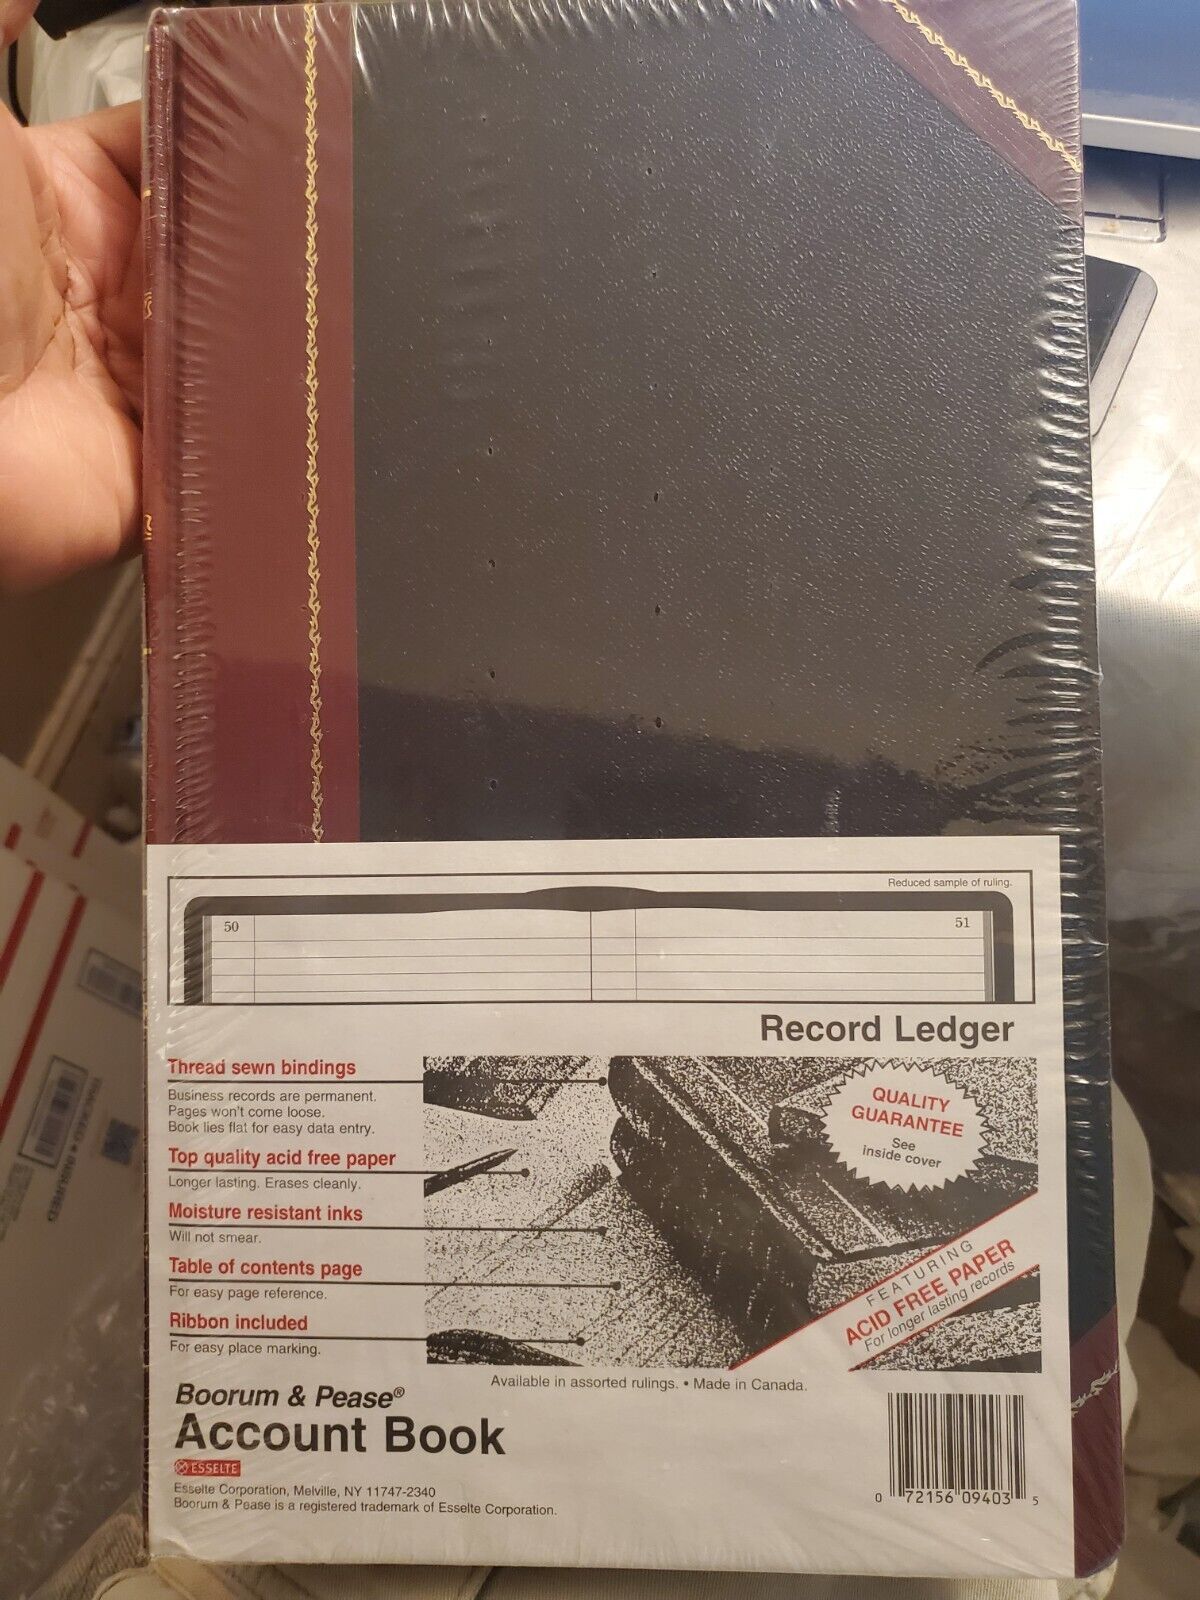 Reduced sample of ruling.
50
51
Record Ledger
Thread sewn bindings
Business records are permanent.
Pages won't come loose.
Book lies flat for easy data entry.
Top quality acid free paper
Longer lasting. Erases cleanly.
Moisture resistant inks
Will not smear.
Table of contents page
For easy page reference.
Ribbon included
For easy place marking.
QUALITY
GUARANTEE
See
inside cover
FEATURING
ACID FREE PAPER
For longer lasting records
Available in assorted rulings. • Made in Canada.
Boorum & Pease®
Account Book
ESSELTE
Esselte Corporation, Melville, NY 11747-2340
Boorum & Pease is a registered trademark of Esselte Corporation.
0 72156 09403 5
TRACKED • INSURED